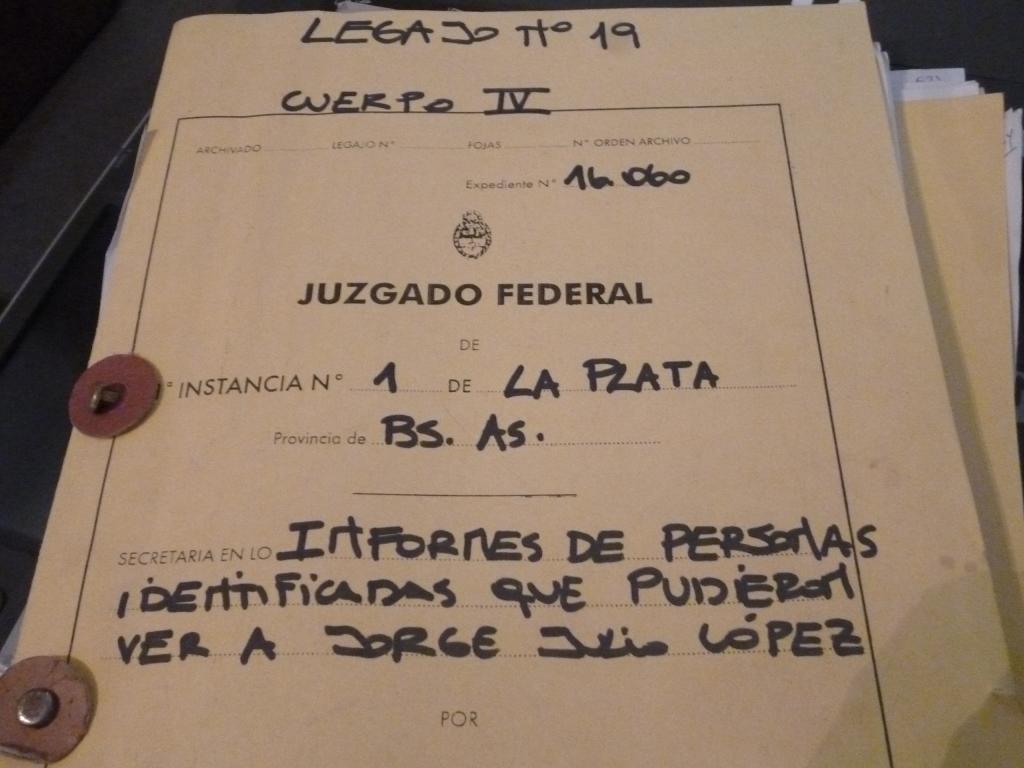 LEGAJO Nº 19
CUERPO IV
ARCHIVADO LEGAJO Nº FOJAS Nº ORDEN ARCHIVO
Expediente Nº 16.060
JUZGADO FEDERAL
DE
1º INSTANCIA Nº 1 DE LA PLATA
Provincia de BS. AS.
SECRETARIA EN LO INFORMES DE PERSONAS
IDENTIFICADAS QUE PUDIERON
VER A JORGE JULIO LÓPEZ
POR